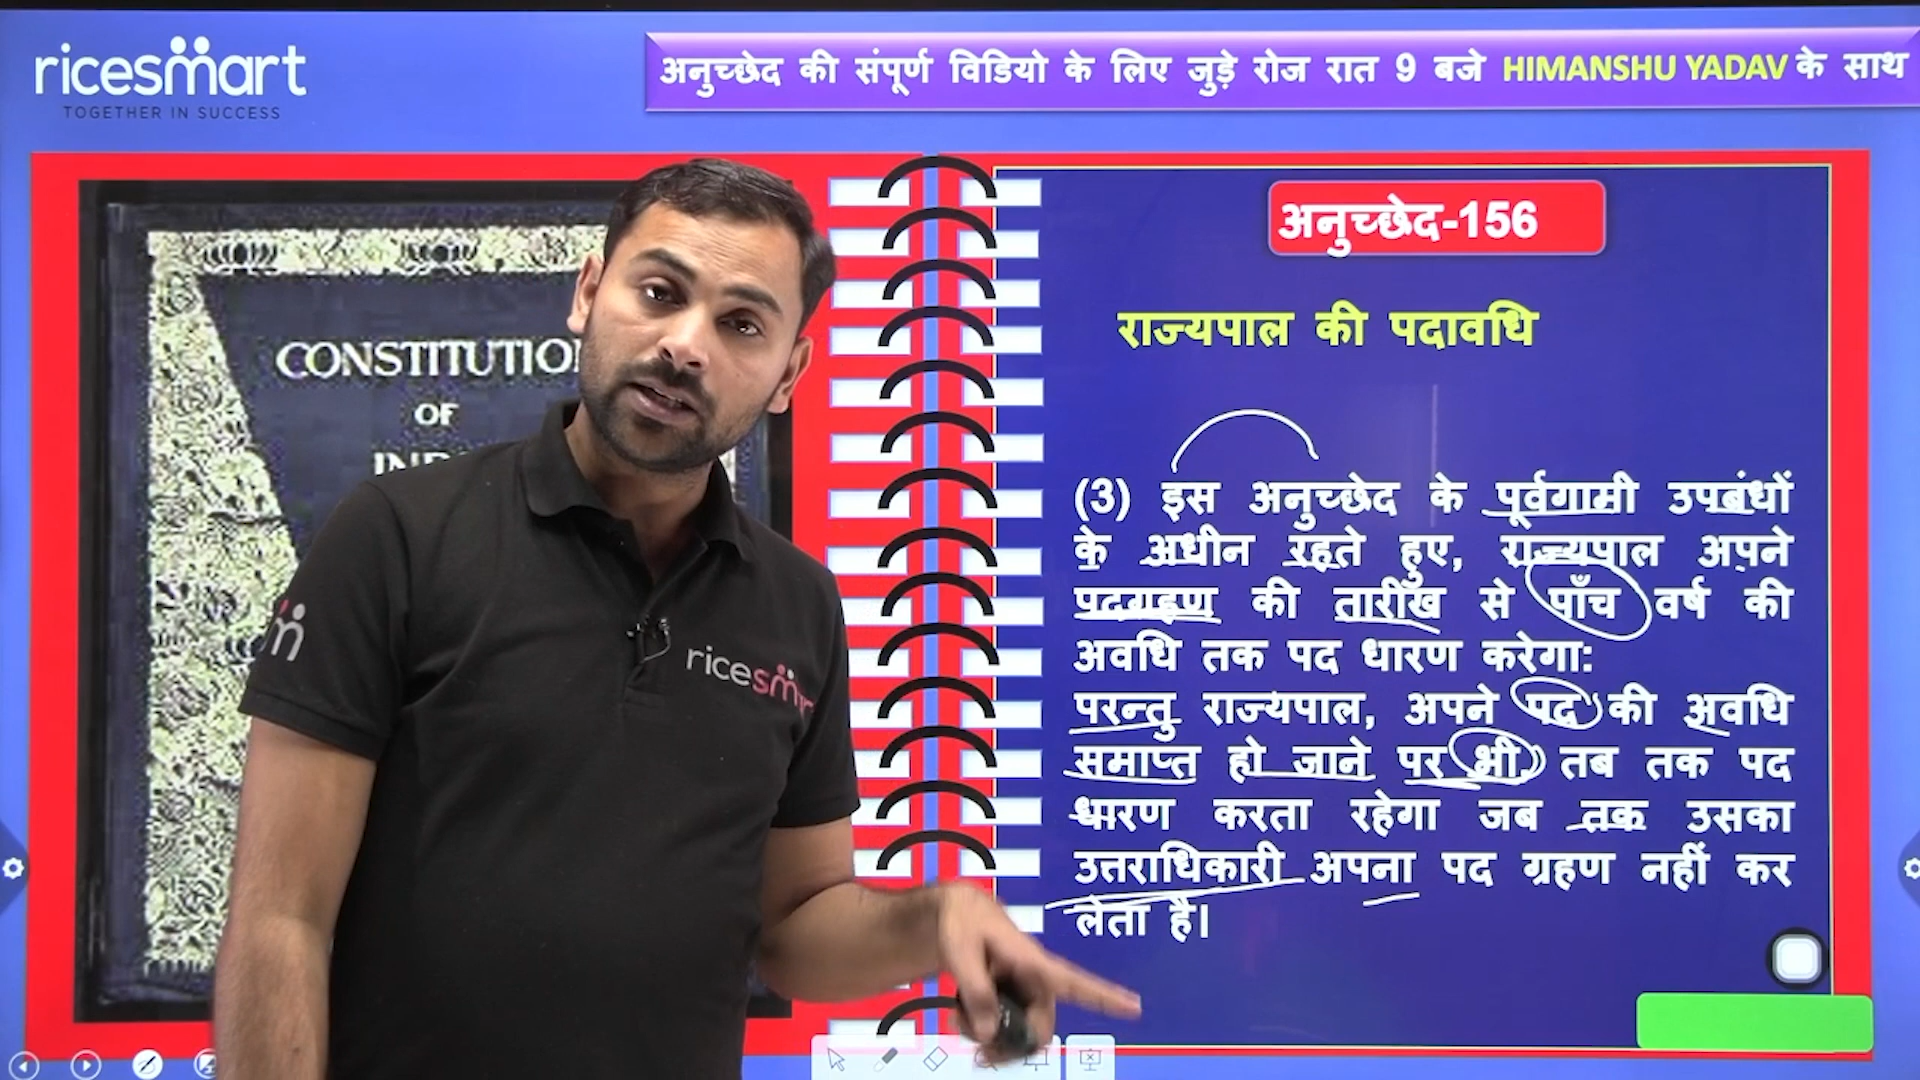 ricesmart
TOGETHER IN SUCCESS
अनुच्छेद की संपूर्ण विडियो के लिए जुड़े रोज रात 9 बजे HIMANSHU YADAV के साथ
CONSTITUTION
OF
अनुच्छेद-156
राज्यपाल की पदावधि
(3) इस अनुच्छेद के पूर्वगामी उपबंधों
के अधीन रहते हुए, राज्यपाल अपने
पदग्रहण की तारीख से पाँच वर्ष की
अवधि तक पद धारण करेगा:
परन्तु राज्यपाल, अपने पद की अवधि
समाप्त हो जाने पर भी, तब तक पद
धारण करता रहेगा जब तक उसका
उत्तराधिकारी अपना पद ग्रहण नहीं कर
लेता है।